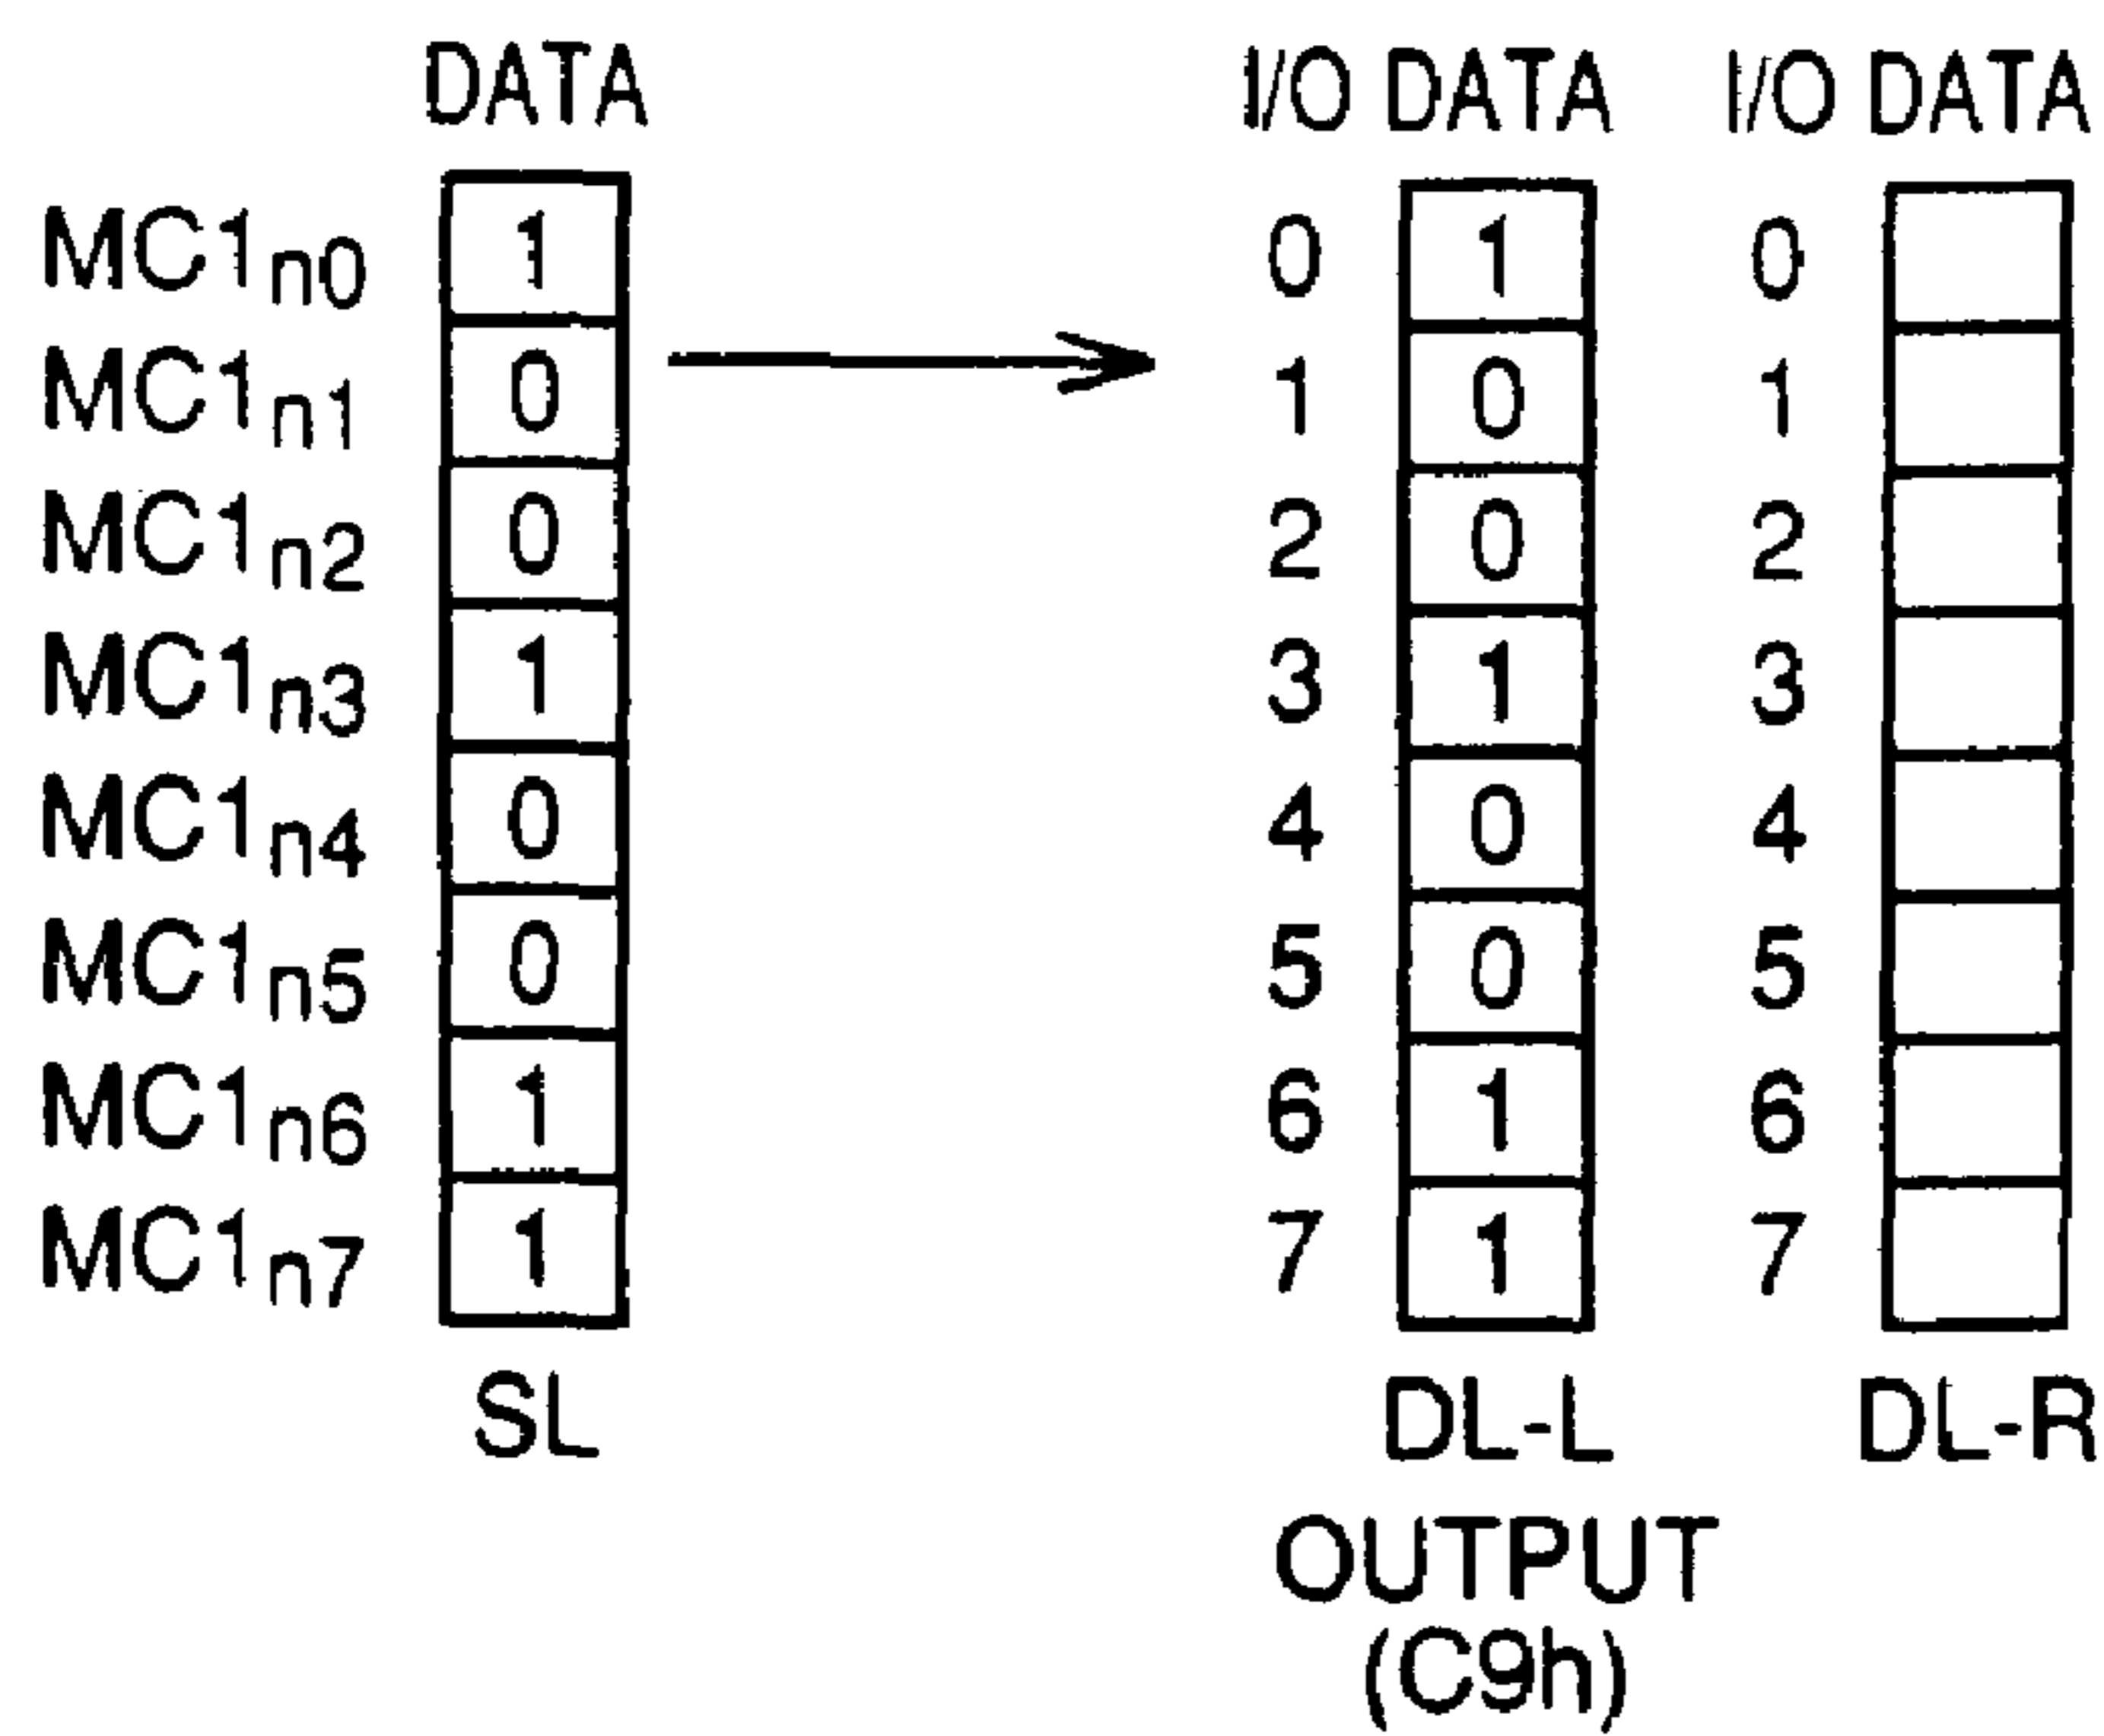 DATA I/O DATA I/O DATA
MC1n0 1 0 1 0
MC1n1 0 1 0 1
MC1n2 0 2 0 2
MC1n3 1 3 1 3
MC1n4 0 4 0 4
MC1n5 0 5 0 5
MC1n6 1 6 1 6
MC1n7 1 7 1 7
SL DL-L DL-R
OUTPUT
(C9h)